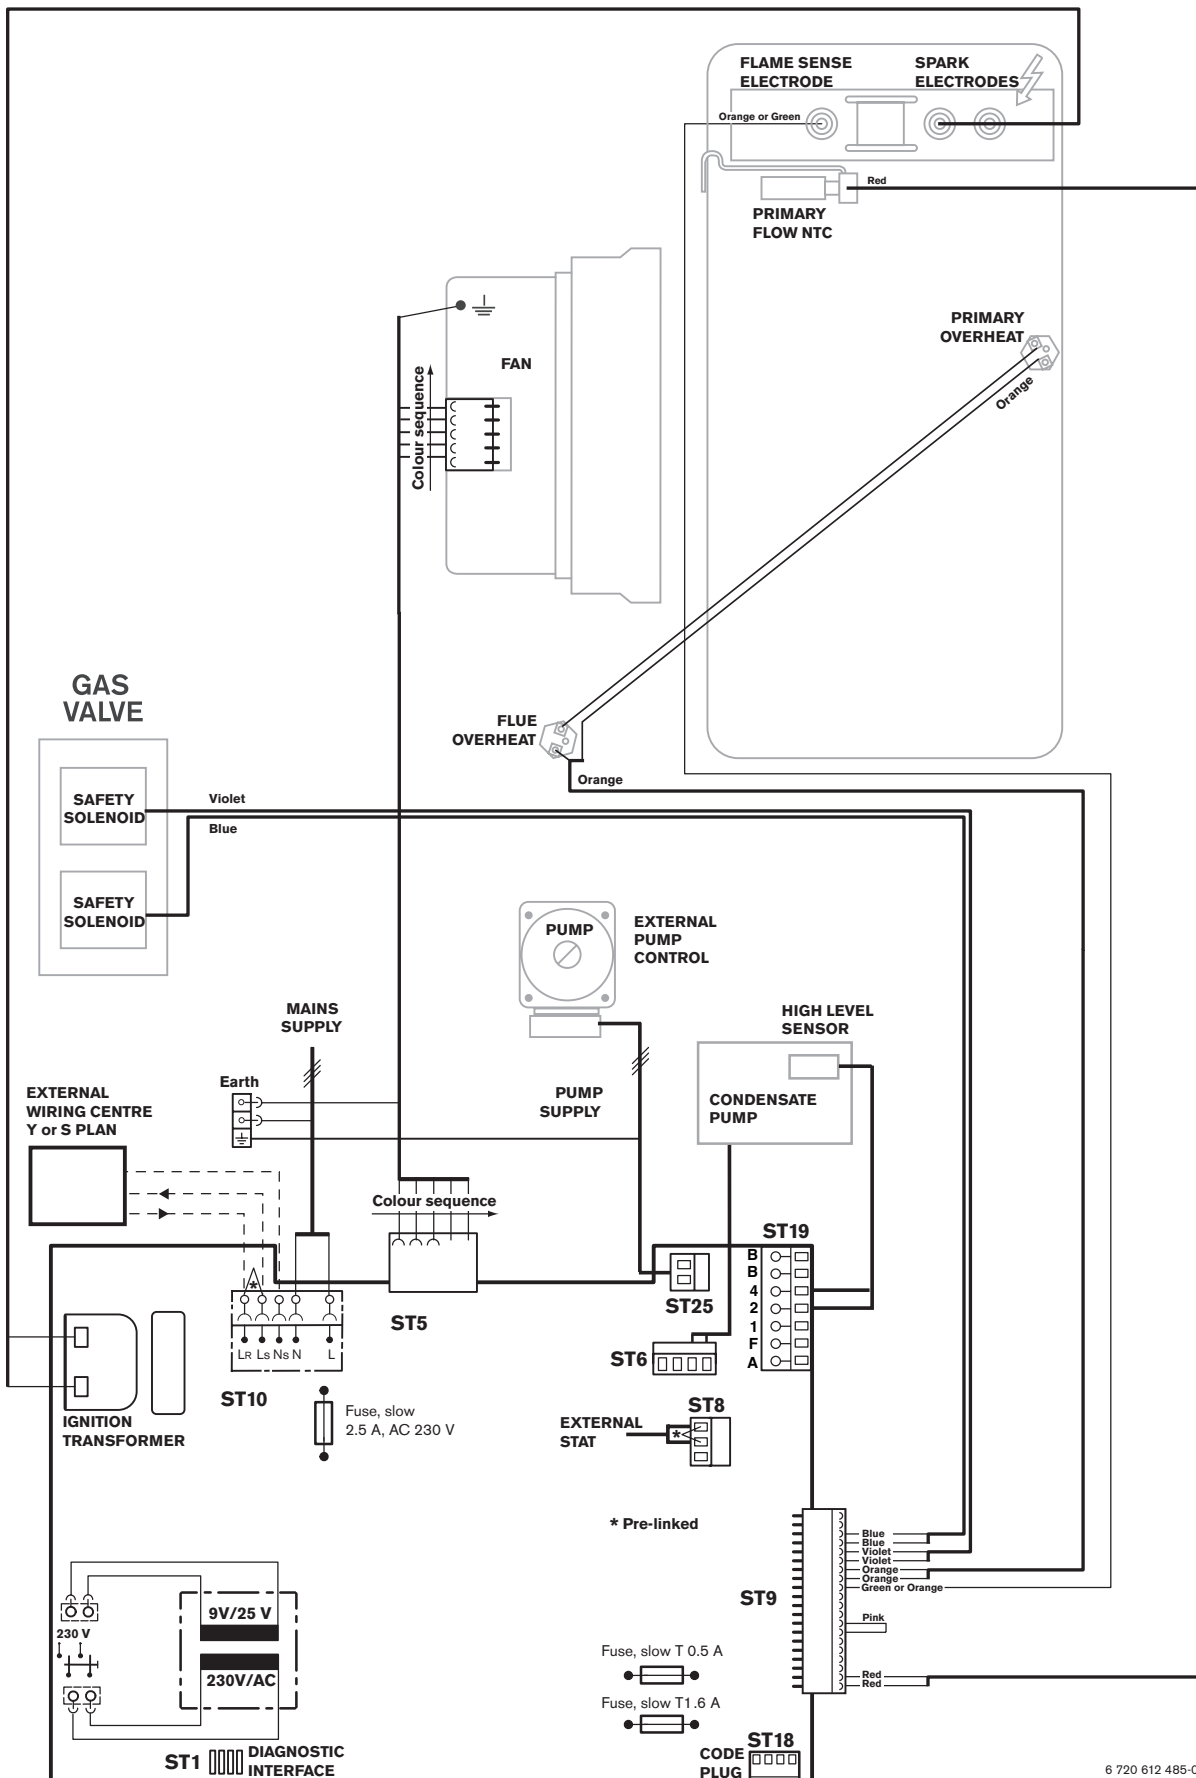 FLAME SENSE
ELECTRODE
SPARK
ELECTRODES
Orange or Green
Red
PRIMARY
FLOW NTC
PRIMARY
OVERHEAT
Orange
FAN
Colour sequence
GAS
VALVE
FLUE
OVERHEAT
Orange
SAFETY
SOLENOID
Violet
Blue
SAFETY
SOLENOID
PUMP
EXTERNAL
PUMP
CONTROL
MAINS
SUPPLY
HIGH LEVEL
SENSOR
Earth
EXTERNAL
WIRING CENTRE
Y or S PLAN
PUMP
SUPPLY
CONDENSATE
PUMP
Colour sequence
ST19
B
B
4
2
1
F
A
*
ST25
ST5
LR Ls Ns N L
ST6
ST10
IGNITION
TRANSFORMER
Fuse, slow
2.5 A, AC 230 V
ST8
EXTERNAL
STAT
*
* Pre-linked
Blue
Blue
Violet
Violet
Orange
Orange
Green or Orange
ST9
Pink
9V/25 V
230 V
230V/AC
Fuse, slow T 0.5 A
Red
Red
Fuse, slow T1.6 A
ST18
CODE
PLUG
ST1
DIAGNOSTIC
INTERFACE